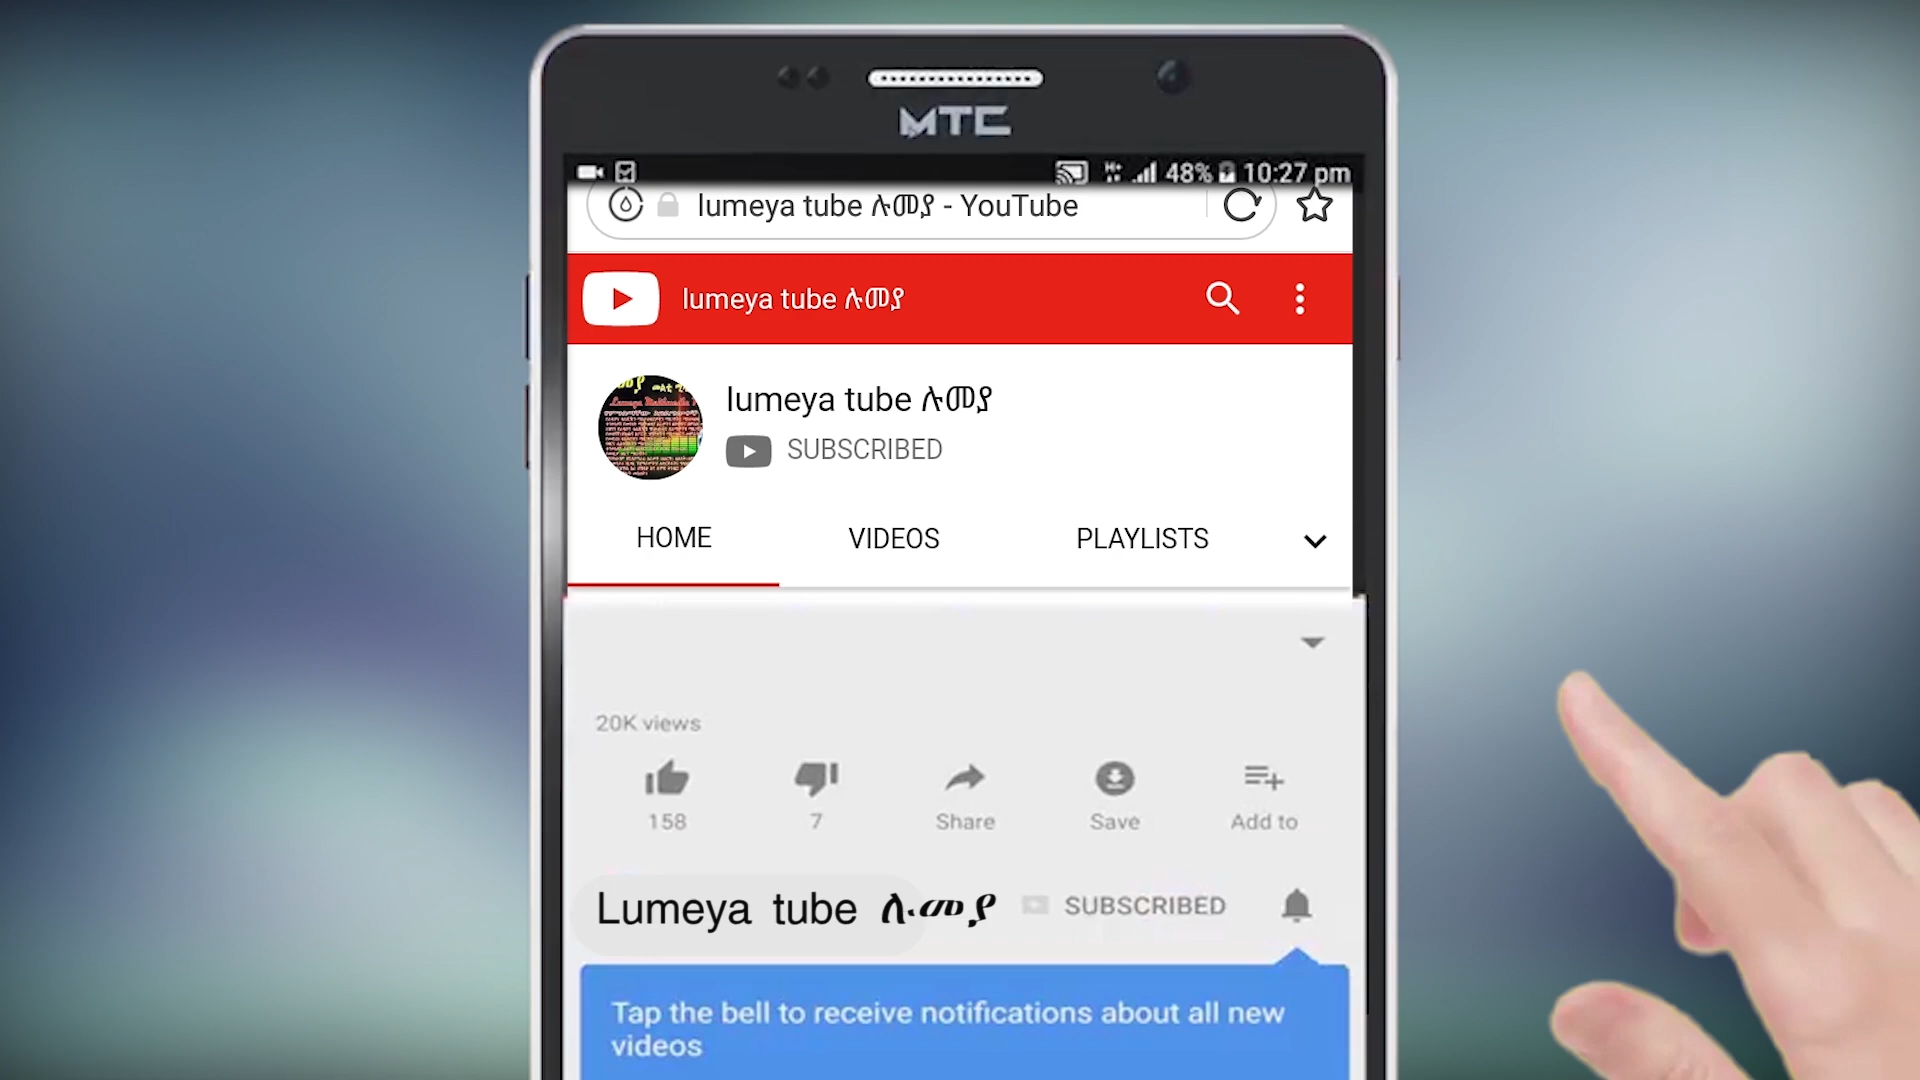 MTC
H+ 48% 10:27 pm
lumeya tube ሉመያ - YouTube
lumeya tube ሉመያ
lumeya tube ሉመያ
SUBSCRIBED
HOME VIDEOS PLAYLISTS
20K views
158 7 Share Save Add to
Lumeya tube ሉመያ SUBSCRIBED
Tap the bell to receive notifications about all new
videos